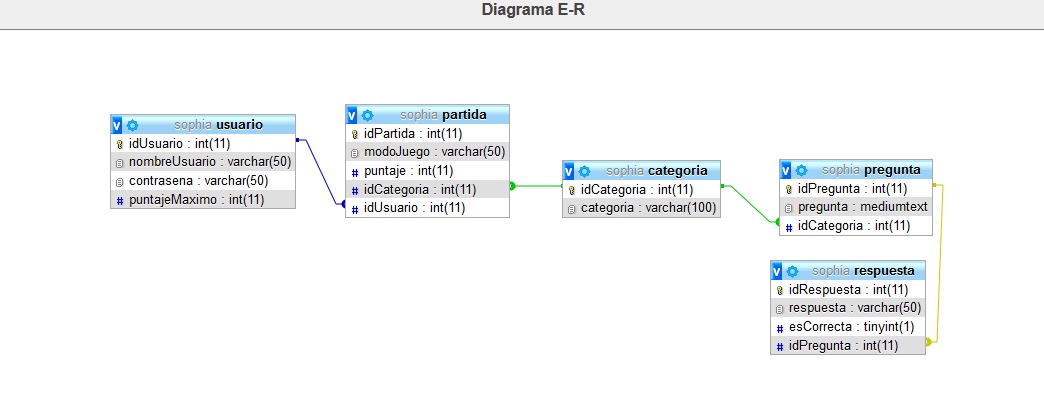 Diagrama E-R
v sophia usuario
idUsuario : int(11)
nombreUsuario : varchar(50)
contrasena : varchar(50)
# puntajeMaximo : int(11)
v sophia partida
idPartida : int(11)
modoJuego : varchar(50)
# puntaje : int(11)
# idCategoria : int(11)
# idUsuario : int(11)
v sophia categoria
idCategoria : int(11)
categoria : varchar(100)
v sophia pregunta
idPregunta : int(11)
pregunta : mediumtext
# idCategoria : int(11)
v sophia respuesta
idRespuesta : int(11)
respuesta : varchar(50)
# esCorrecta : tinyint(1)
# idPregunta : int(11)